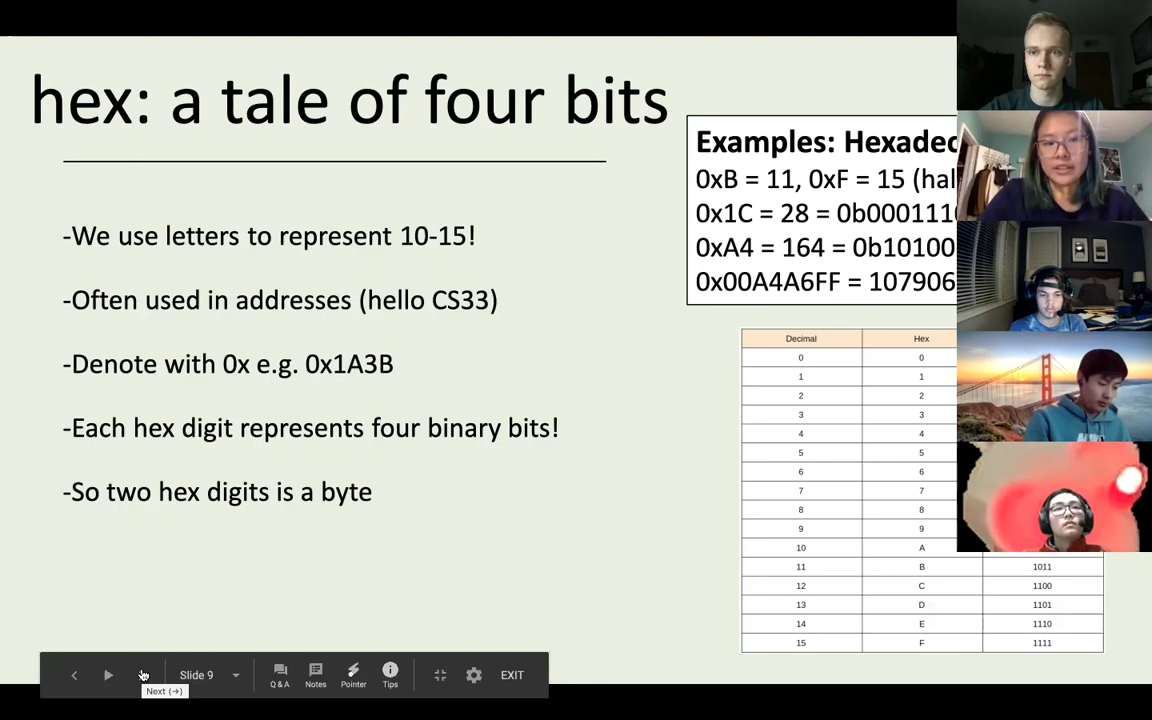 hex: a tale of four bits
-We use letters to represent 10-15!
-Often used in addresses (hello CS33)
-Denote with 0x e.g. 0x1A3B
-Each hex digit represents four binary bits!
-So two hex digits is a byte
Examples: Hexadec
0xB = 11, 0xF = 15 (hal
0x1C = 28 = 0b000111
0xA4 = 164 = 0b10100
0x00A4A6FF = 107906
Decimal Hex
0 0
1 1
2 2
3 3
4 4
5 5
6 6
7 7
8 8
9 9
10 A
11 B 1011
12 C 1100
13 D 1101
14 E 1110
15 F 1111
Slide 9 Q & A Notes Pointer Tips EXIT
Next (→)